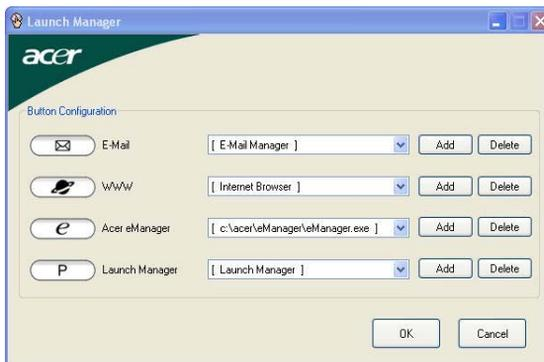 Launch Manager
acer
Button Configuration
E-Mail [ E-Mail Manager ] Add Delete
WWW [ Internet Browser ] Add Delete
e Acer eManager [ c:\acer\eManager\eManager.exe ] Add Delete
P Launch Manager [ Launch Manager ] Add Delete
OK Cancel